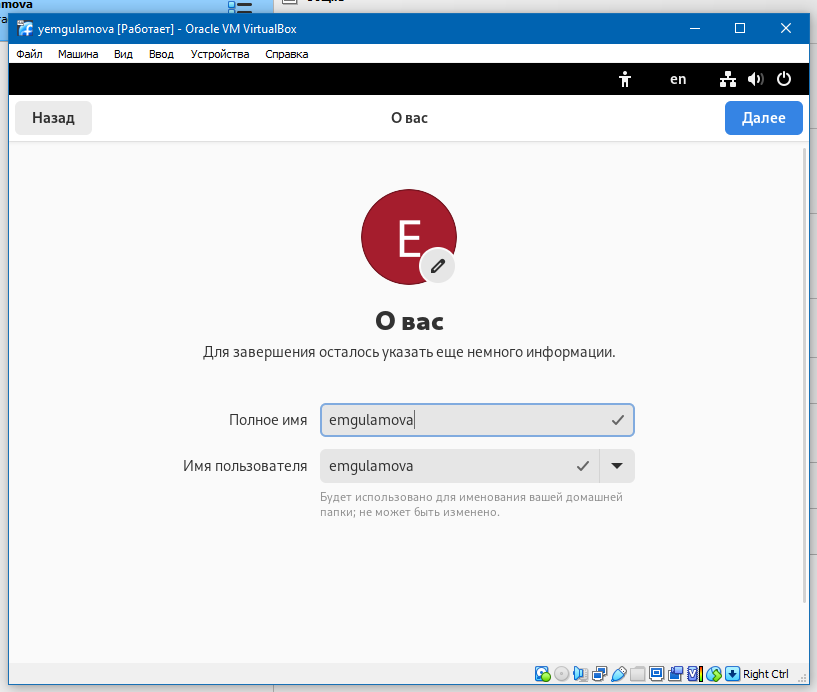 mova
yemgulamova [Работает] - Oracle VM VirtualBox
Файл Машина Вид Ввод Устройства Справка
en
Назад О вас Далее
E
О вас
Для завершения осталось указать еще немного информации.
Полное имя emgulamova
Имя пользователя emgulamova
Будет использовано для именования вашей домашней
папки; не может быть изменено.
Right Ctrl